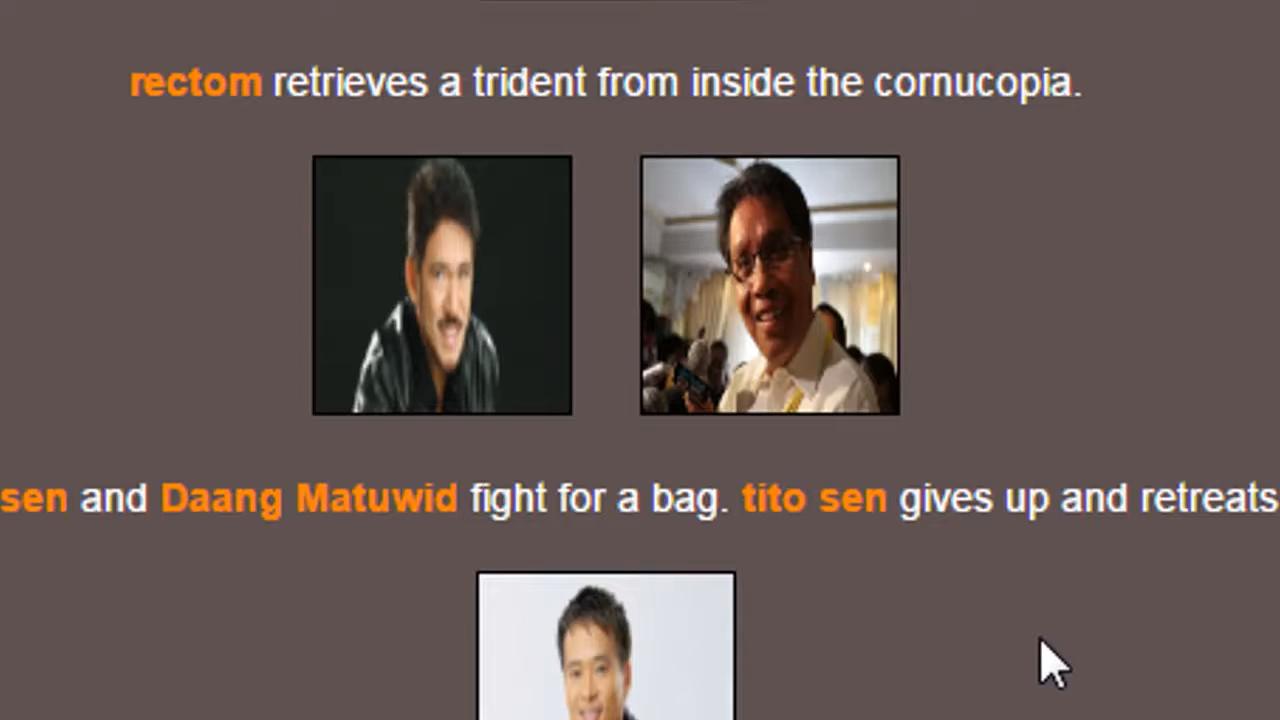 rectom retrieves a trident from inside the cornucopia.
sen and Daang Matuwid fight for a bag. tito sen gives up and retreats